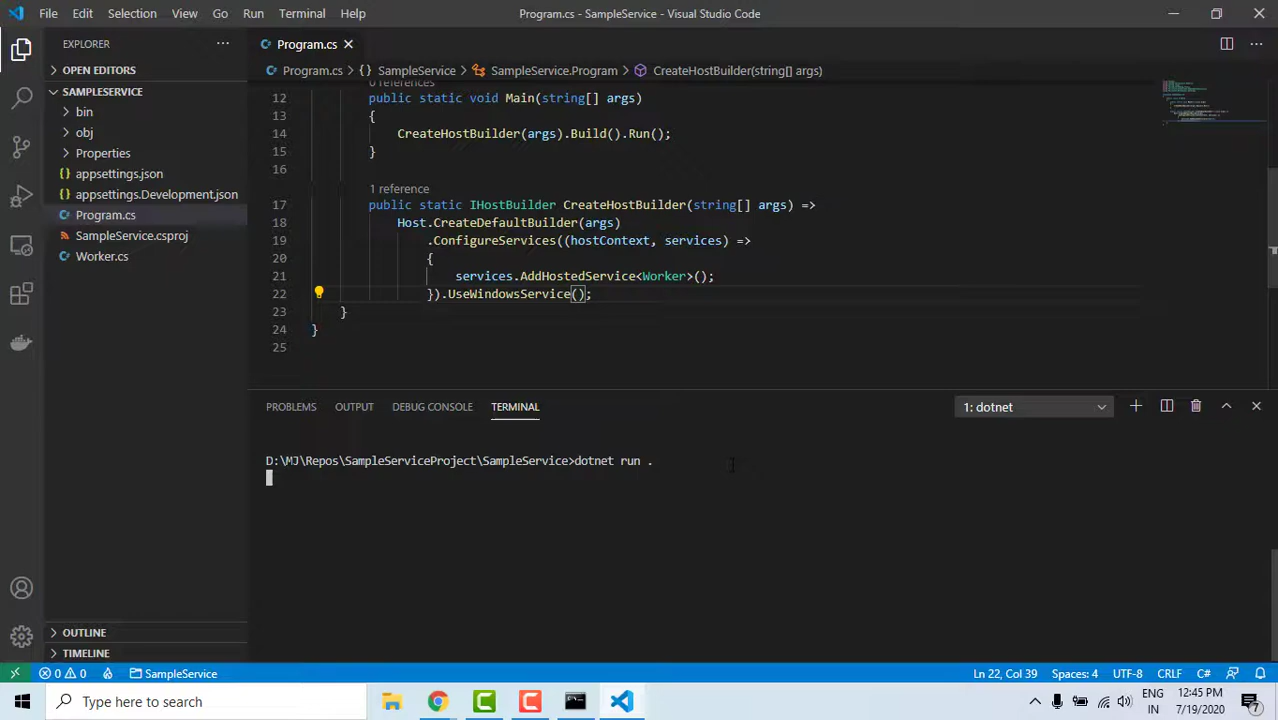 File Edit Selection View Go Run Terminal Help
Program.cs - SampleService - Visual Studio Code
EXPLORER
OPEN EDITORS
SAMPLESERVICE
bin
obj
Properties
appsettings.json
appsettings.Development.json
Program.cs
SampleService.csproj
Worker.cs
OUTLINE
TIMELINE
Program.cs
Program.cs > SampleService > SampleService.Program > CreateHostBuilder(string[] args)
0 references
12 public static void Main(string[] args)
13 {
14 CreateHostBuilder(args).Build().Run();
15 }
16
1 reference
17 public static IHostBuilder CreateHostBuilder(string[] args) =>
18 Host.CreateDefaultBuilder(args)
19 .ConfigureServices((hostContext, services) =>
20 {
21 services.AddHostedService<Worker>();
22 }).UseWindowsService();
23 }
24 }
25
PROBLEMS OUTPUT DEBUG CONSOLE TERMINAL
1: dotnet
D:\MJ\Repos\SampleServiceProject\SampleService>dotnet run .
0 0 SampleService
Ln 22, Col 39 Spaces: 4 UTF-8 CRLF C#
Type here to search
ENG
IN
12:45 PM
7/19/2020
7